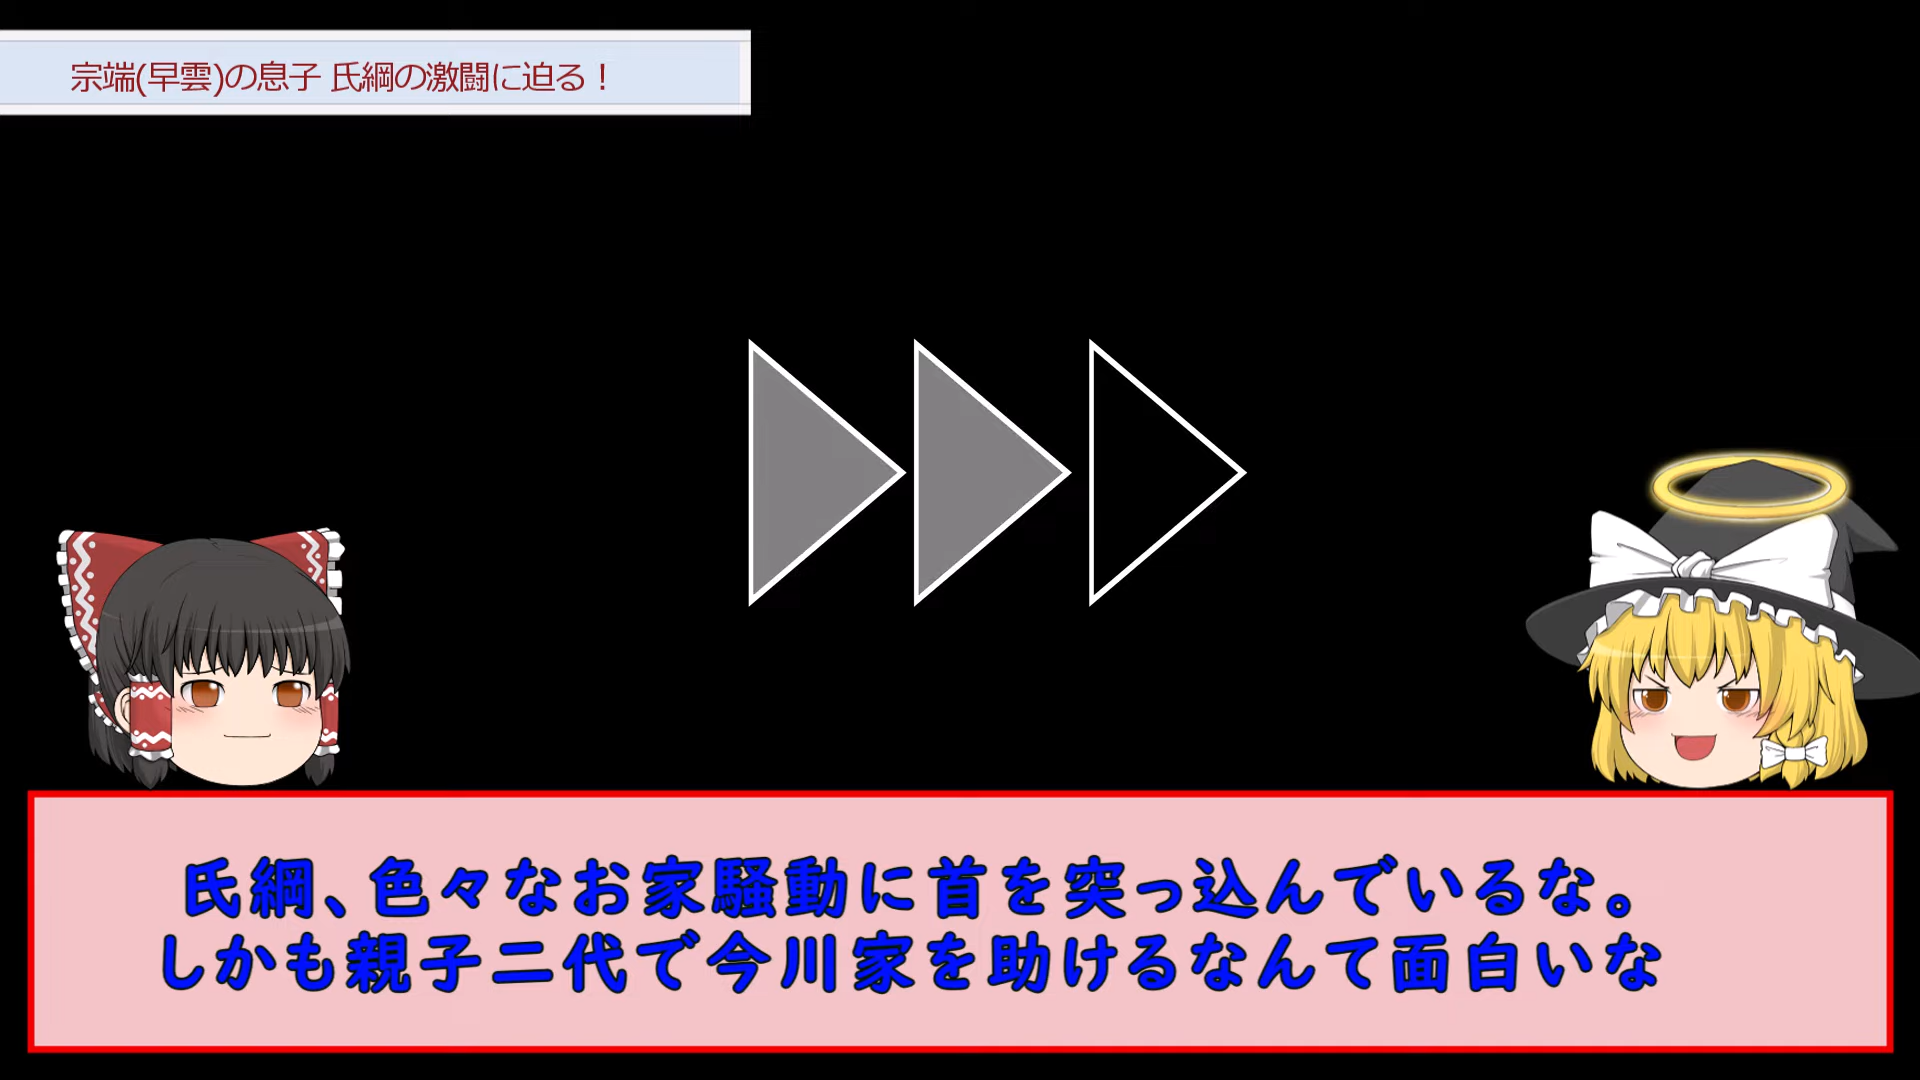 宗端(早雲)の息子 氏綱の激闘に迫る！
氏綱、色々なお家騒動に首を突っ込んでいるな。
しかも親子二代で今川家を助けるなんて面白いな